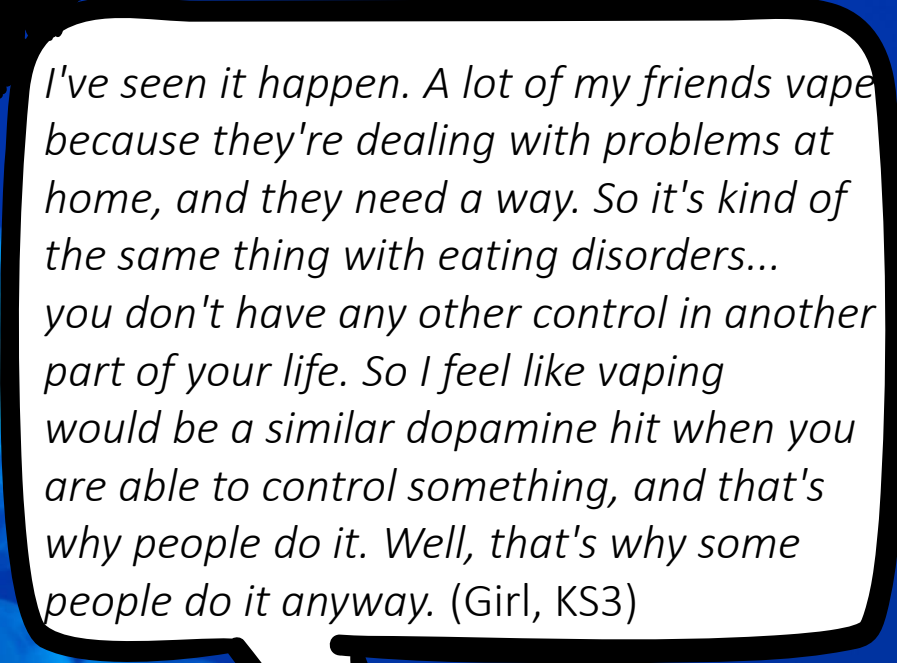 I've seen it happen. A lot of my friends vape
because they're dealing with problems at
home, and they need a way. So it's kind of
the same thing with eating disorders...
you don't have any other control in another
part of your life. So I feel like vaping
would be a similar dopamine hit when you
are able to control something, and that's
why people do it. Well, that's why some
people do it anyway. (Girl, KS3)